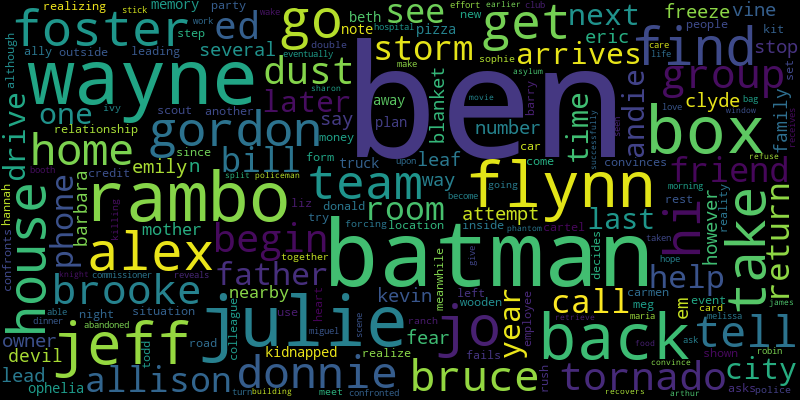 realizing
memory
party
beth
pizza
new
effort
earlier
club
wake
stick
work
people
vine
freeze
foster
ed
go
get
see
next
eric
kit
stop
although
step
note
double
hospital
sophie
make
movie
care
life
ally
outside
leading
several
storm
arrives
find
set
wayne
dust
eventually
sharon
asylum
ben
andie
group
ivy
scout
another
later
blanket
away
barry
clyde
love
bag
window
one
gordon
say
plan
number
time
seen
successfully
box
family
receives
drive
relationship
since
money
car
home
emily
n
bill
form
truck
leaf
upon
come
convinces
refuse
phone
credit
split
policeman
team
way
going
flynn
friend
morning
hannah
booth
barbara
rambo
liz
donald
become
last
hi
however
reality
rest
taken
house
mother
try
room
attempt
cartel
hope
take
return
killing
begin
location
inside
phantom
forcing
together
confronts
alex
father
batman
decides
help
james
knight
commissioner
reveals
nearby
heart
meanwhile
give
carmen
em
event
meg
card
maria
melissa
brooke
use
kevin
left
wooden
year
call
tell
owner
able
night
situation
colleague
julie
fear
ranch
jo
employee
back
shown
ask
robin
devil
dinner
abandoned
todd
road
kidnapped
miguel
scene
realize
fails
food
city
lead
jeff
allison
donnie
bruce
rush
tornado
retrieve
convince
asks
police
ophelia
turn
building
meet
confronted
recovers
arthur